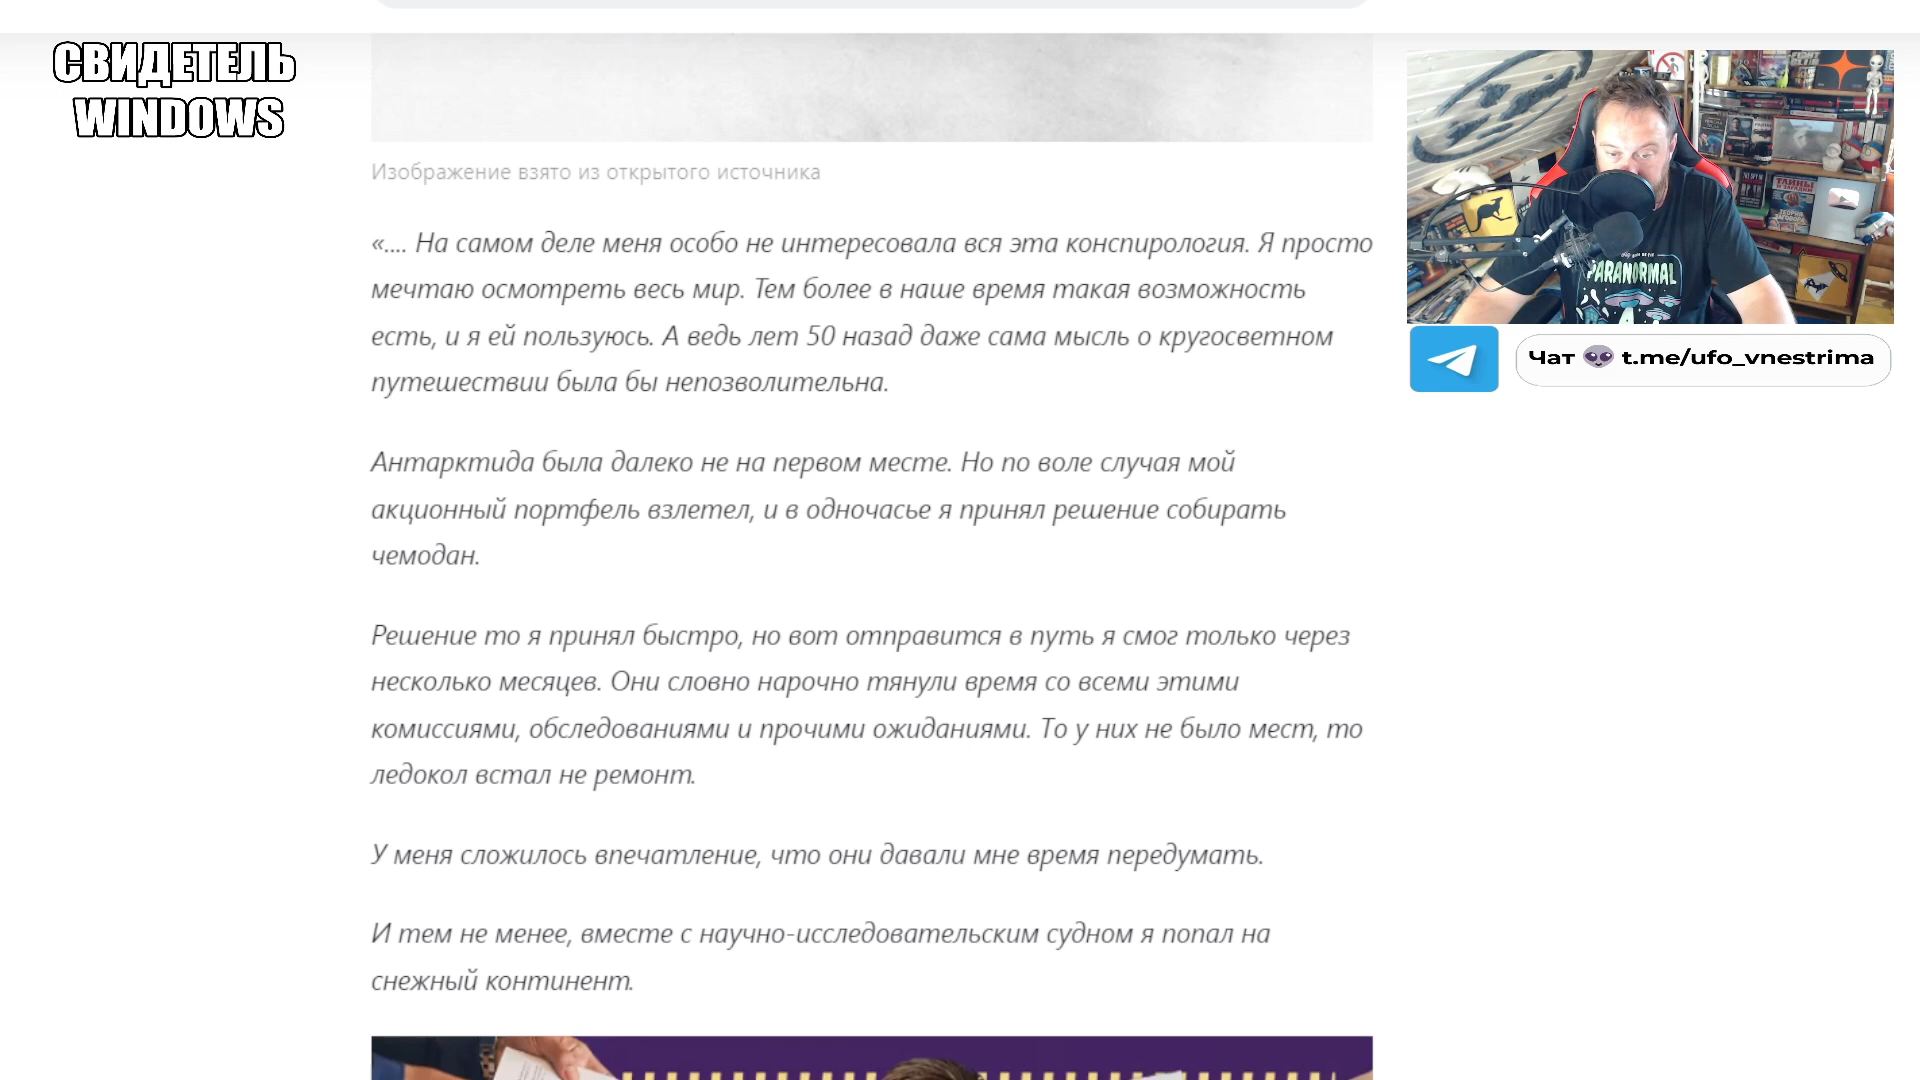 СВИДЕТЕЛЬ
WINDOWS
Изображение взято из открытого источника
«.... На самом деле меня особо не интересовала вся эта конспирология. Я просто
мечтаю осмотреть весь мир. Тем более в наше время такая возможность
есть, и я ей пользуюсь. А ведь лет 50 назад даже сама мысль о кругосветном
путешествии была бы непозволительна.
Антарктида была далеко не на первом месте. Но по воле случая мой
акционный портфель взлетел, и в одночасье я принял решение собирать
чемодан.
Решение то я принял быстро, но вот отправится в путь я смог только через
несколько месяцев. Они словно нарочно тянули время со всеми этими
комиссиями, обследованиями и прочими ожиданиями. То у них не было мест, то
ледокол встал не ремонт.
У меня сложилось впечатление, что они давали мне время передумать.
И тем не менее, вместе с научно-исследовательским судном я попал на
снежный континент.
PARANORMAL
ТАЙНЫ
Чат t.me/ufo_vnestrima